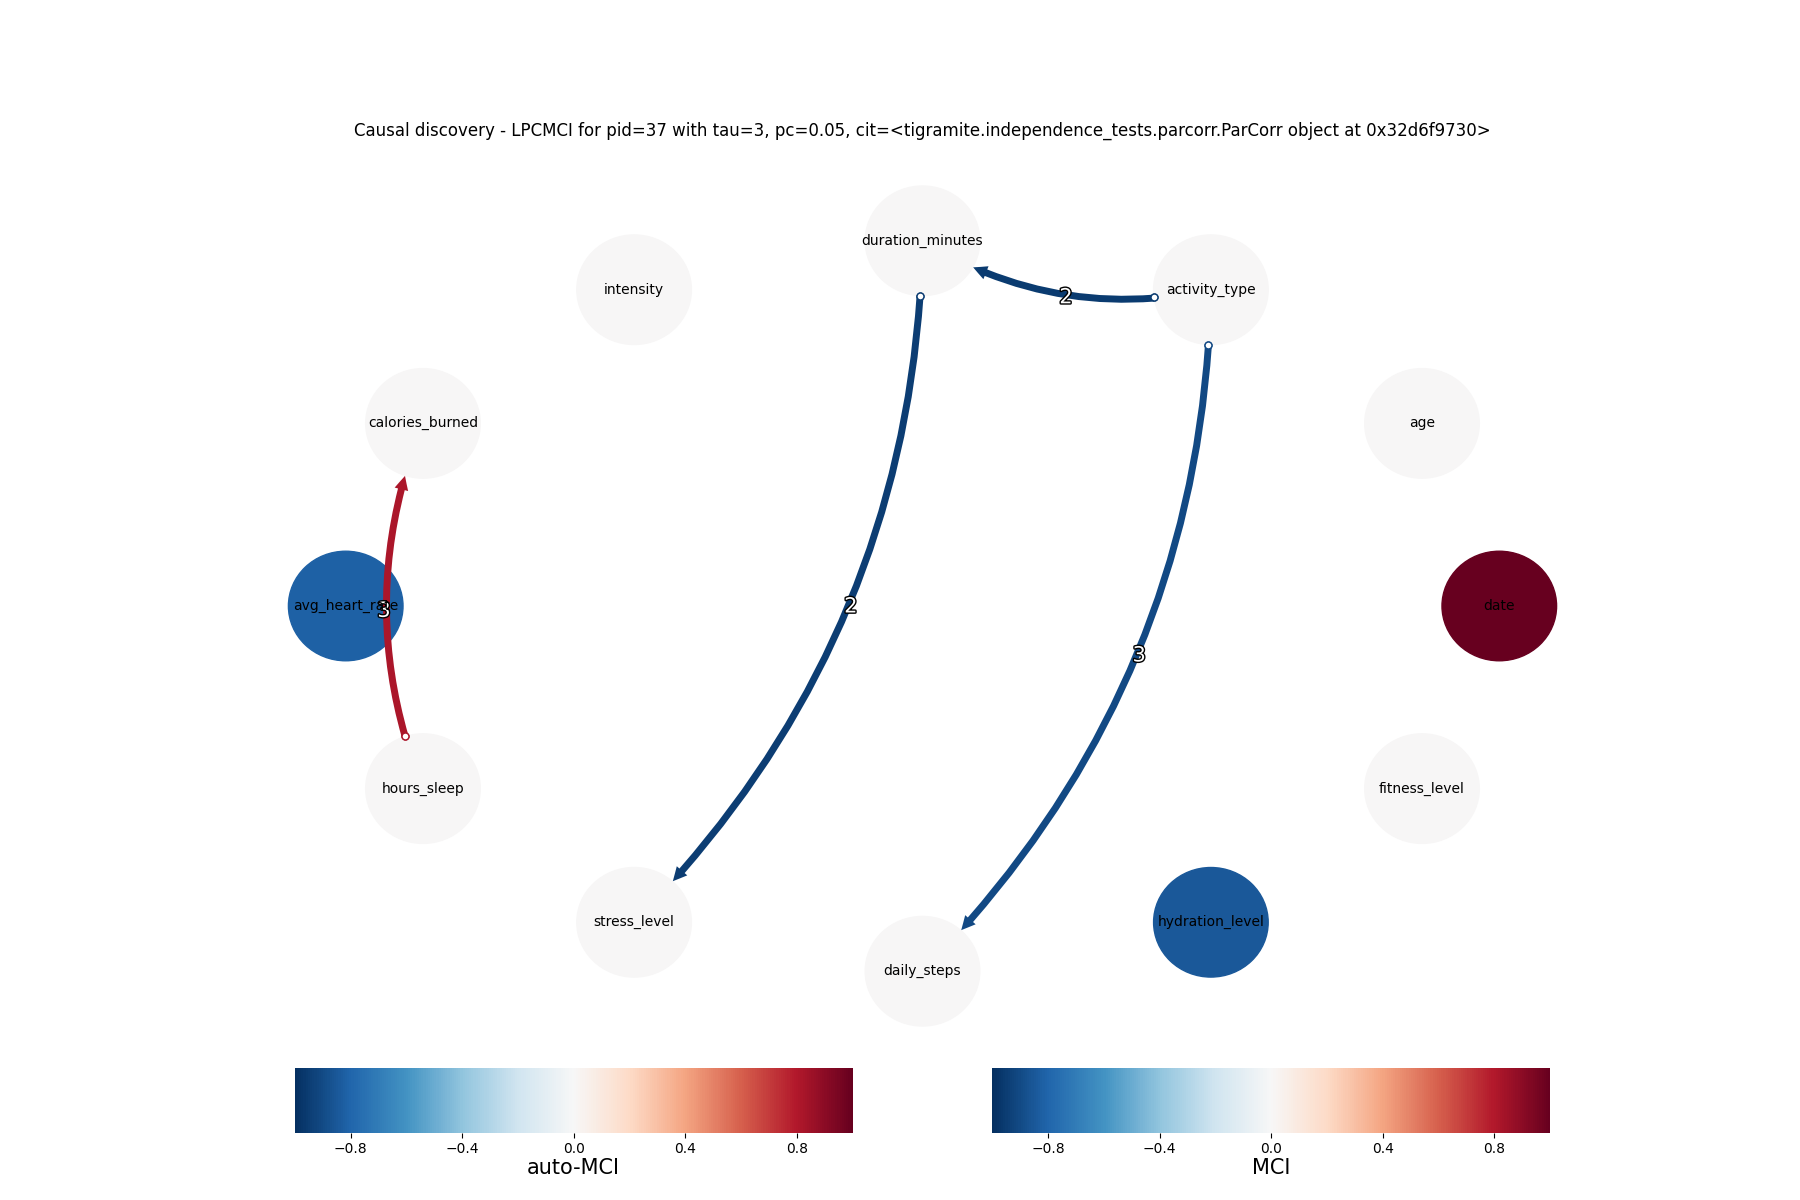 Causal discovery - LPCMCI for pid=37 with tau=3, pc=0.05, cit=<tigramite.independence_tests.parcorr.ParCorr object at 0x32d6f9730>
duration_minutes
intensity
activity_type
2
calories_burned
age
avg_heart_rate
3
2
date
3
hours_sleep
fitness_level
stress_level
hydration_level
daily_steps
−0.8 −0.4 0.0 0.4 0.8
auto-MCI
−0.8 −0.4 0.0 0.4 0.8
MCI